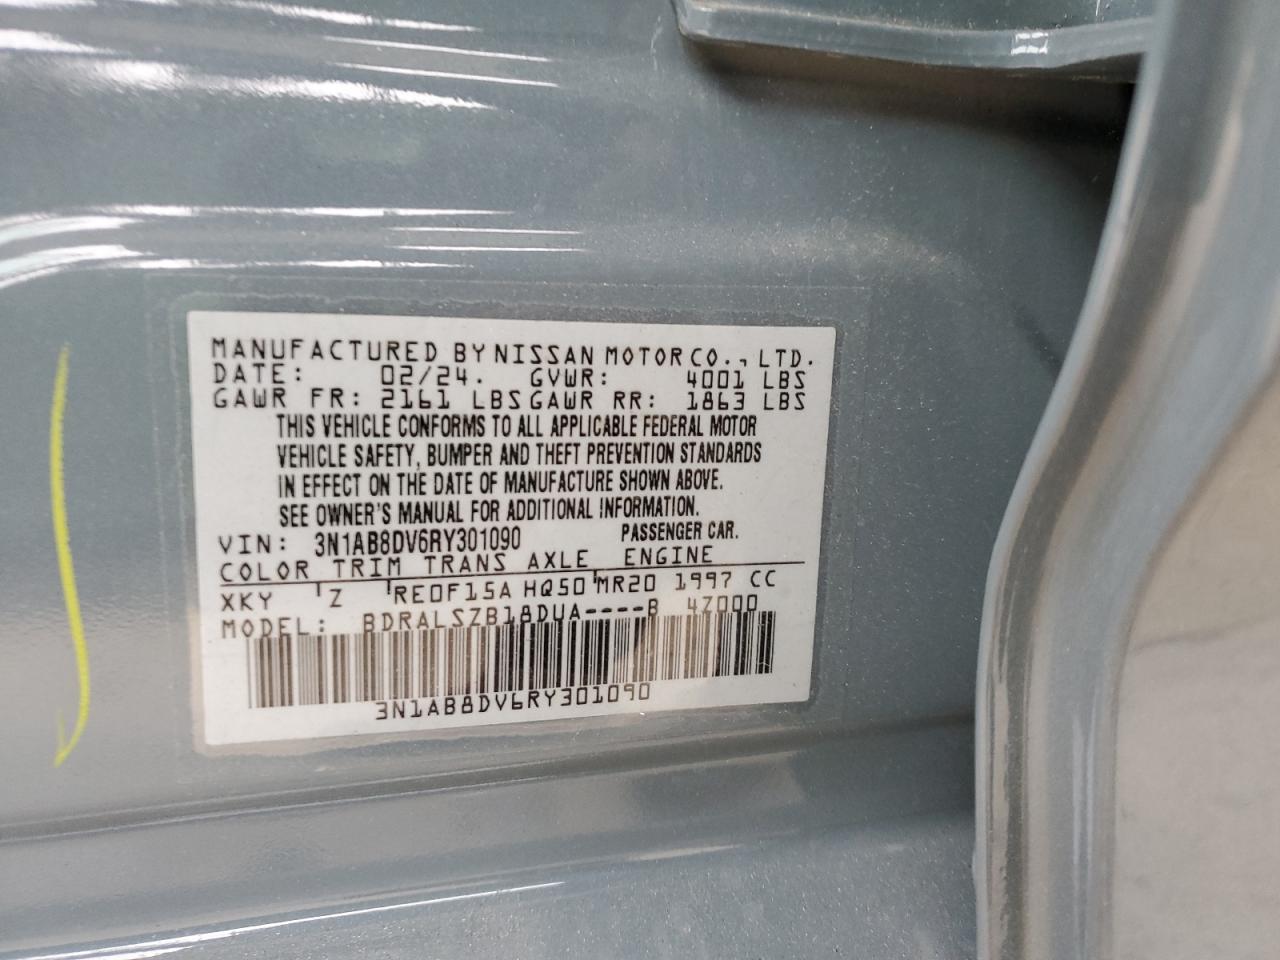 MANUFACTURED BY NISSAN MOTOR CO., LTD.
DATE: 02/24. GVWR: 4001 LBS
GAWR FR: 2161 LBS GAWR RR: 1863 LBS
THIS VEHICLE CONFORMS TO ALL APPLICABLE FEDERAL MOTOR
VEHICLE SAFETY, BUMPER AND THEFT PREVENTION STANDARDS
IN EFFECT ON THE DATE OF MANUFACTURE SHOWN ABOVE.
SEE OWNER'S MANUAL FOR ADDITIONAL INFORMATION.
VIN: 3N1AB8DV6RY301090 PASSENGER CAR.
COLOR TRIM TRANS AXLE ENGINE
XKY Z RE0F15A HQ50 MR20 1997 CC
MODEL: BDRALSZB18DUA----B 4Z000
3N1AB8DV6RY301090